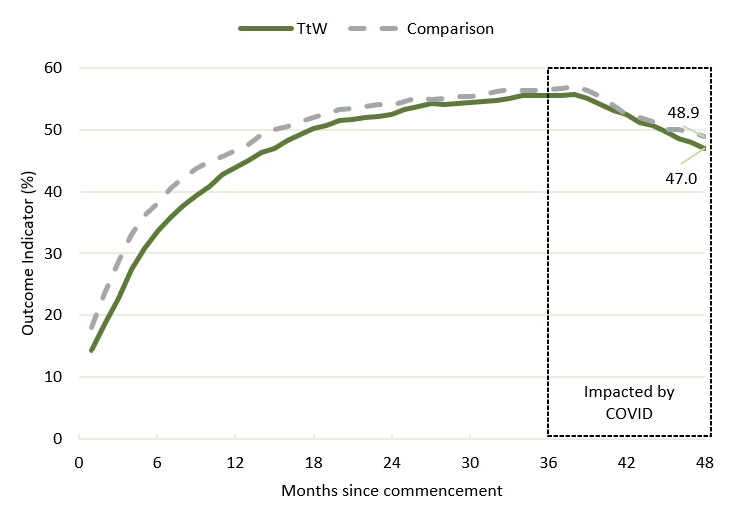 TtW Comparison
60
50
40
30
20
10
0
Outcome Indicator (%)
48.9
47.0
Impacted by
COVID
0 6 12 18 24 30 36 42 48
Months since commencement